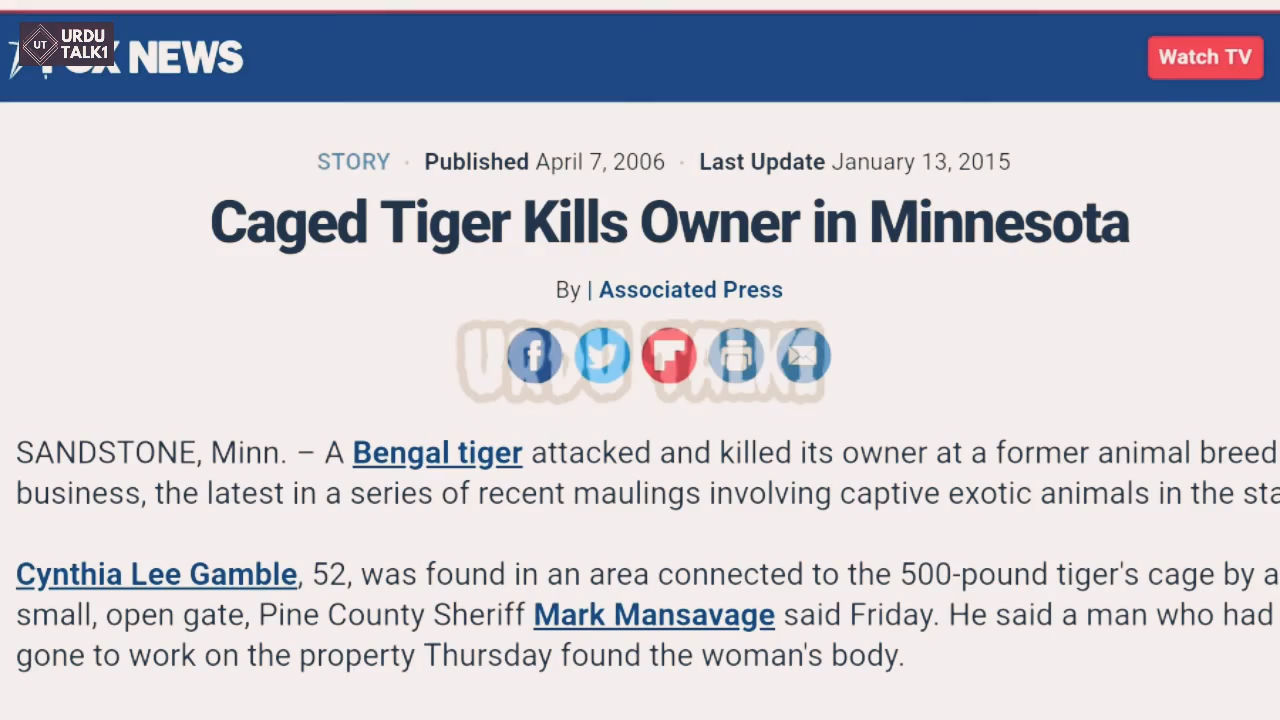 URDU
UT TALK1
NEWS
Watch TV
STORY · Published April 7, 2006 · Last Update January 13, 2015
Caged Tiger Kills Owner in Minnesota
By | Associated Press
URDU TALK1
SANDSTONE, Minn. – A Bengal tiger attacked and killed its owner at a former animal breed
business, the latest in a series of recent maulings involving captive exotic animals in the sta
Cynthia Lee Gamble, 52, was found in an area connected to the 500-pound tiger's cage by a
small, open gate, Pine County Sheriff Mark Mansavage said Friday. He said a man who had
gone to work on the property Thursday found the woman's body.